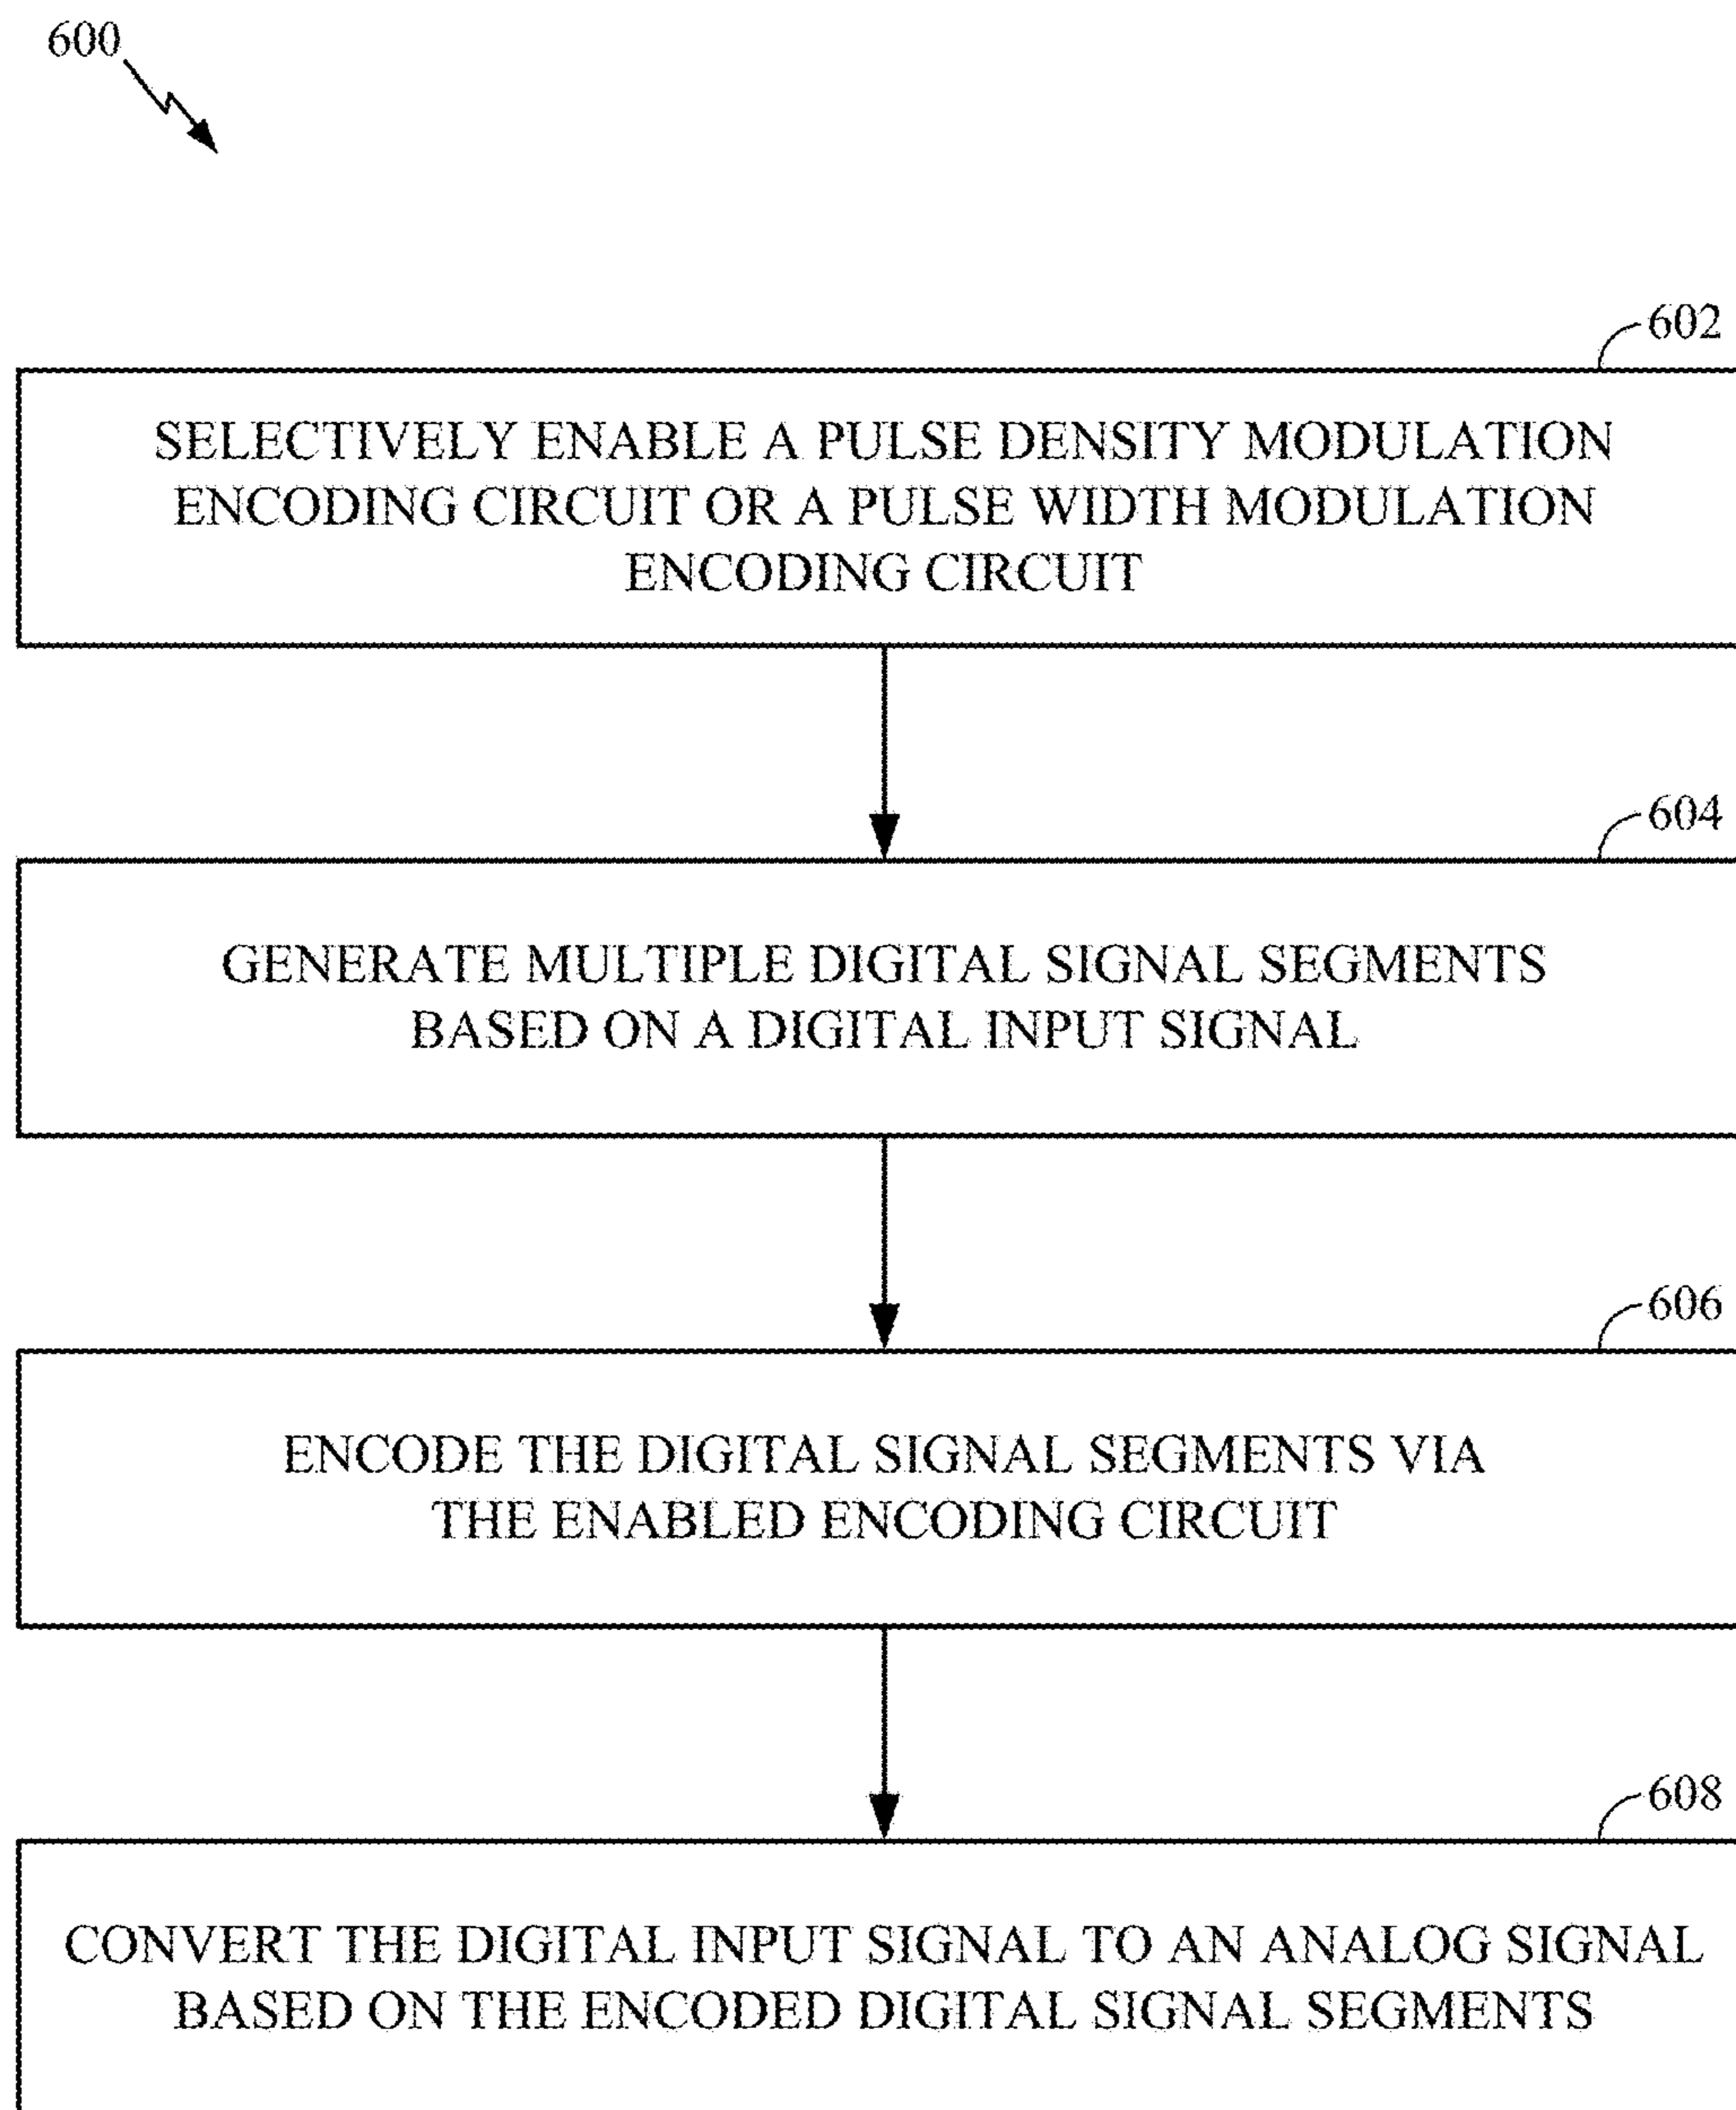 600
602
SELECTIVELY ENABLE A PULSE DENSITY MODULATION
ENCODING CIRCUIT OR A PULSE WIDTH MODULATION
ENCODING CIRCUIT
604
GENERATE MULTIPLE DIGITAL SIGNAL SEGMENTS
BASED ON A DIGITAL INPUT SIGNAL
606
ENCODE THE DIGITAL SIGNAL SEGMENTS VIA
THE ENABLED ENCODING CIRCUIT
608
CONVERT THE DIGITAL INPUT SIGNAL TO AN ANALOG SIGNAL
BASED ON THE ENCODED DIGITAL SIGNAL SEGMENTS